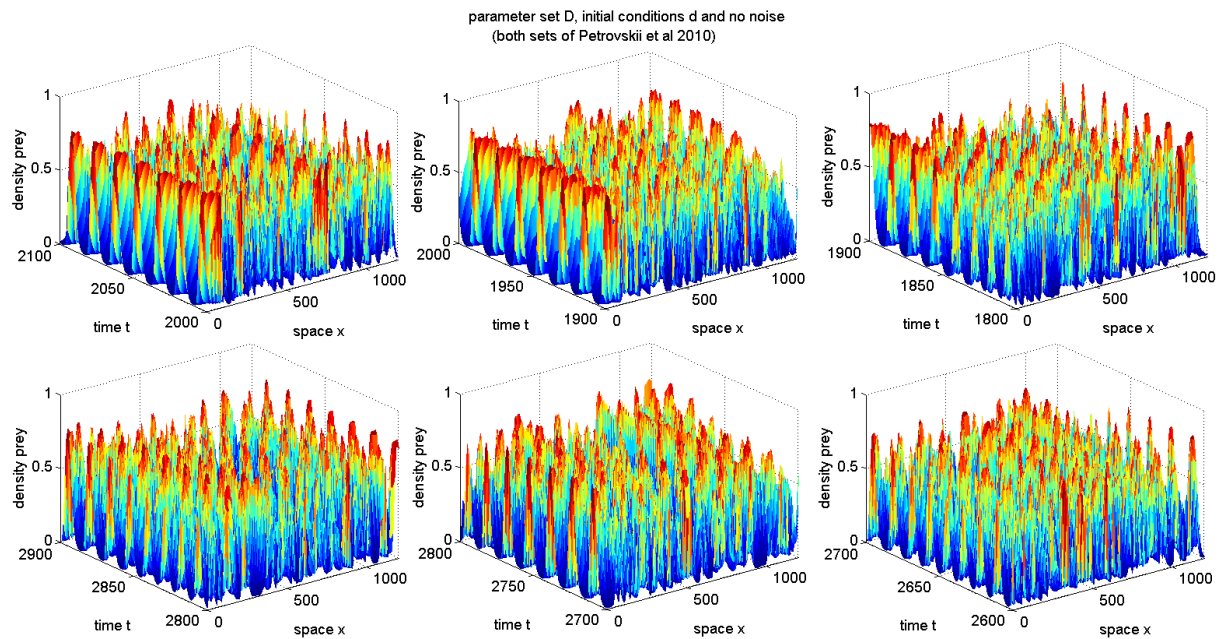 parameter set D, initial conditions d and no noise
(both sets of Petrovskii et al 2010)
1
0.5
0
density prey
2100
2050
2000
time t
0
500
1000
space x
1
0.5
0
density prey
2000
1950
1900
time t
0
500
1000
space x
1
0.5
0
density prey
1900
1850
1800
time t
0
500
1000
space x
1
0.5
0
density prey
2900
2850
2800
time t
0
500
1000
space x
1
0.5
0
density prey
2800
2750
2700
time t
0
500
1000
space x
1
0.5
0
density prey
2700
2650
2600
time t
0
500
1000
space x